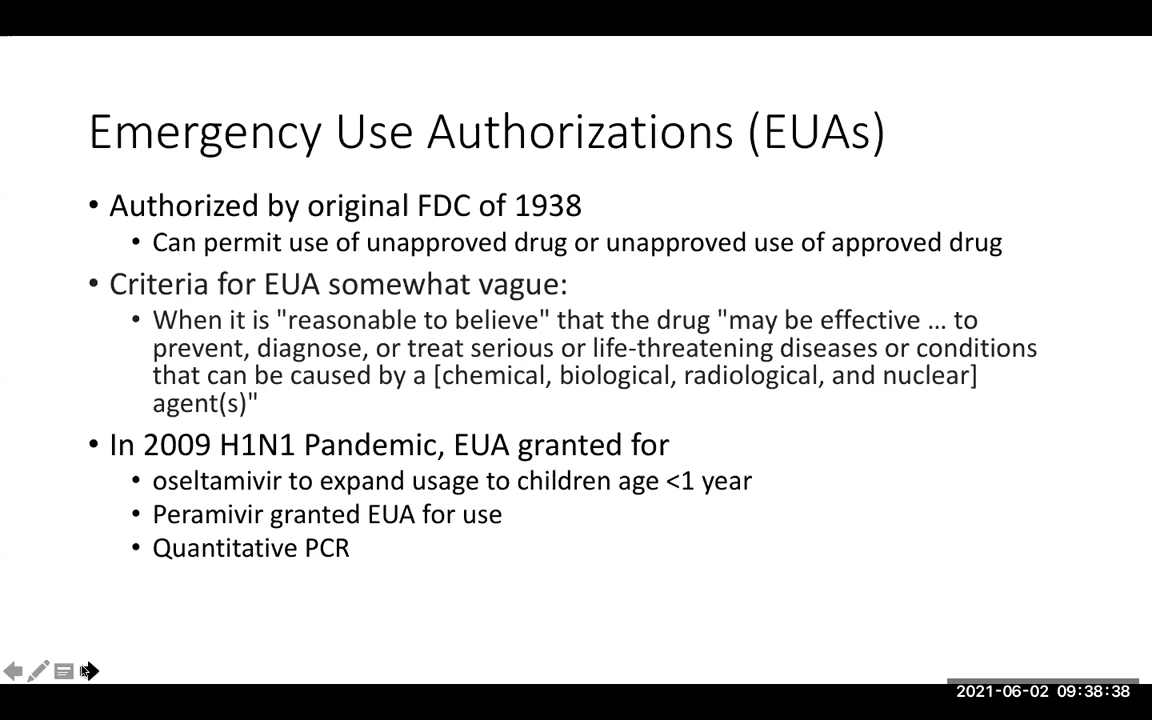 Emergency Use Authorizations (EUAs)
• Authorized by original FDC of 1938
• Can permit use of unapproved drug or unapproved use of approved drug
• Criteria for EUA somewhat vague:
• When it is "reasonable to believe" that the drug "may be effective … to
prevent, diagnose, or treat serious or life-threatening diseases or conditions
that can be caused by a [chemical, biological, radiological, and nuclear]
agent(s)"
• In 2009 H1N1 Pandemic, EUA granted for
• oseltamivir to expand usage to children age <1 year
• Peramivir granted EUA for use
• Quantitative PCR
2021-06-02 09:38:38